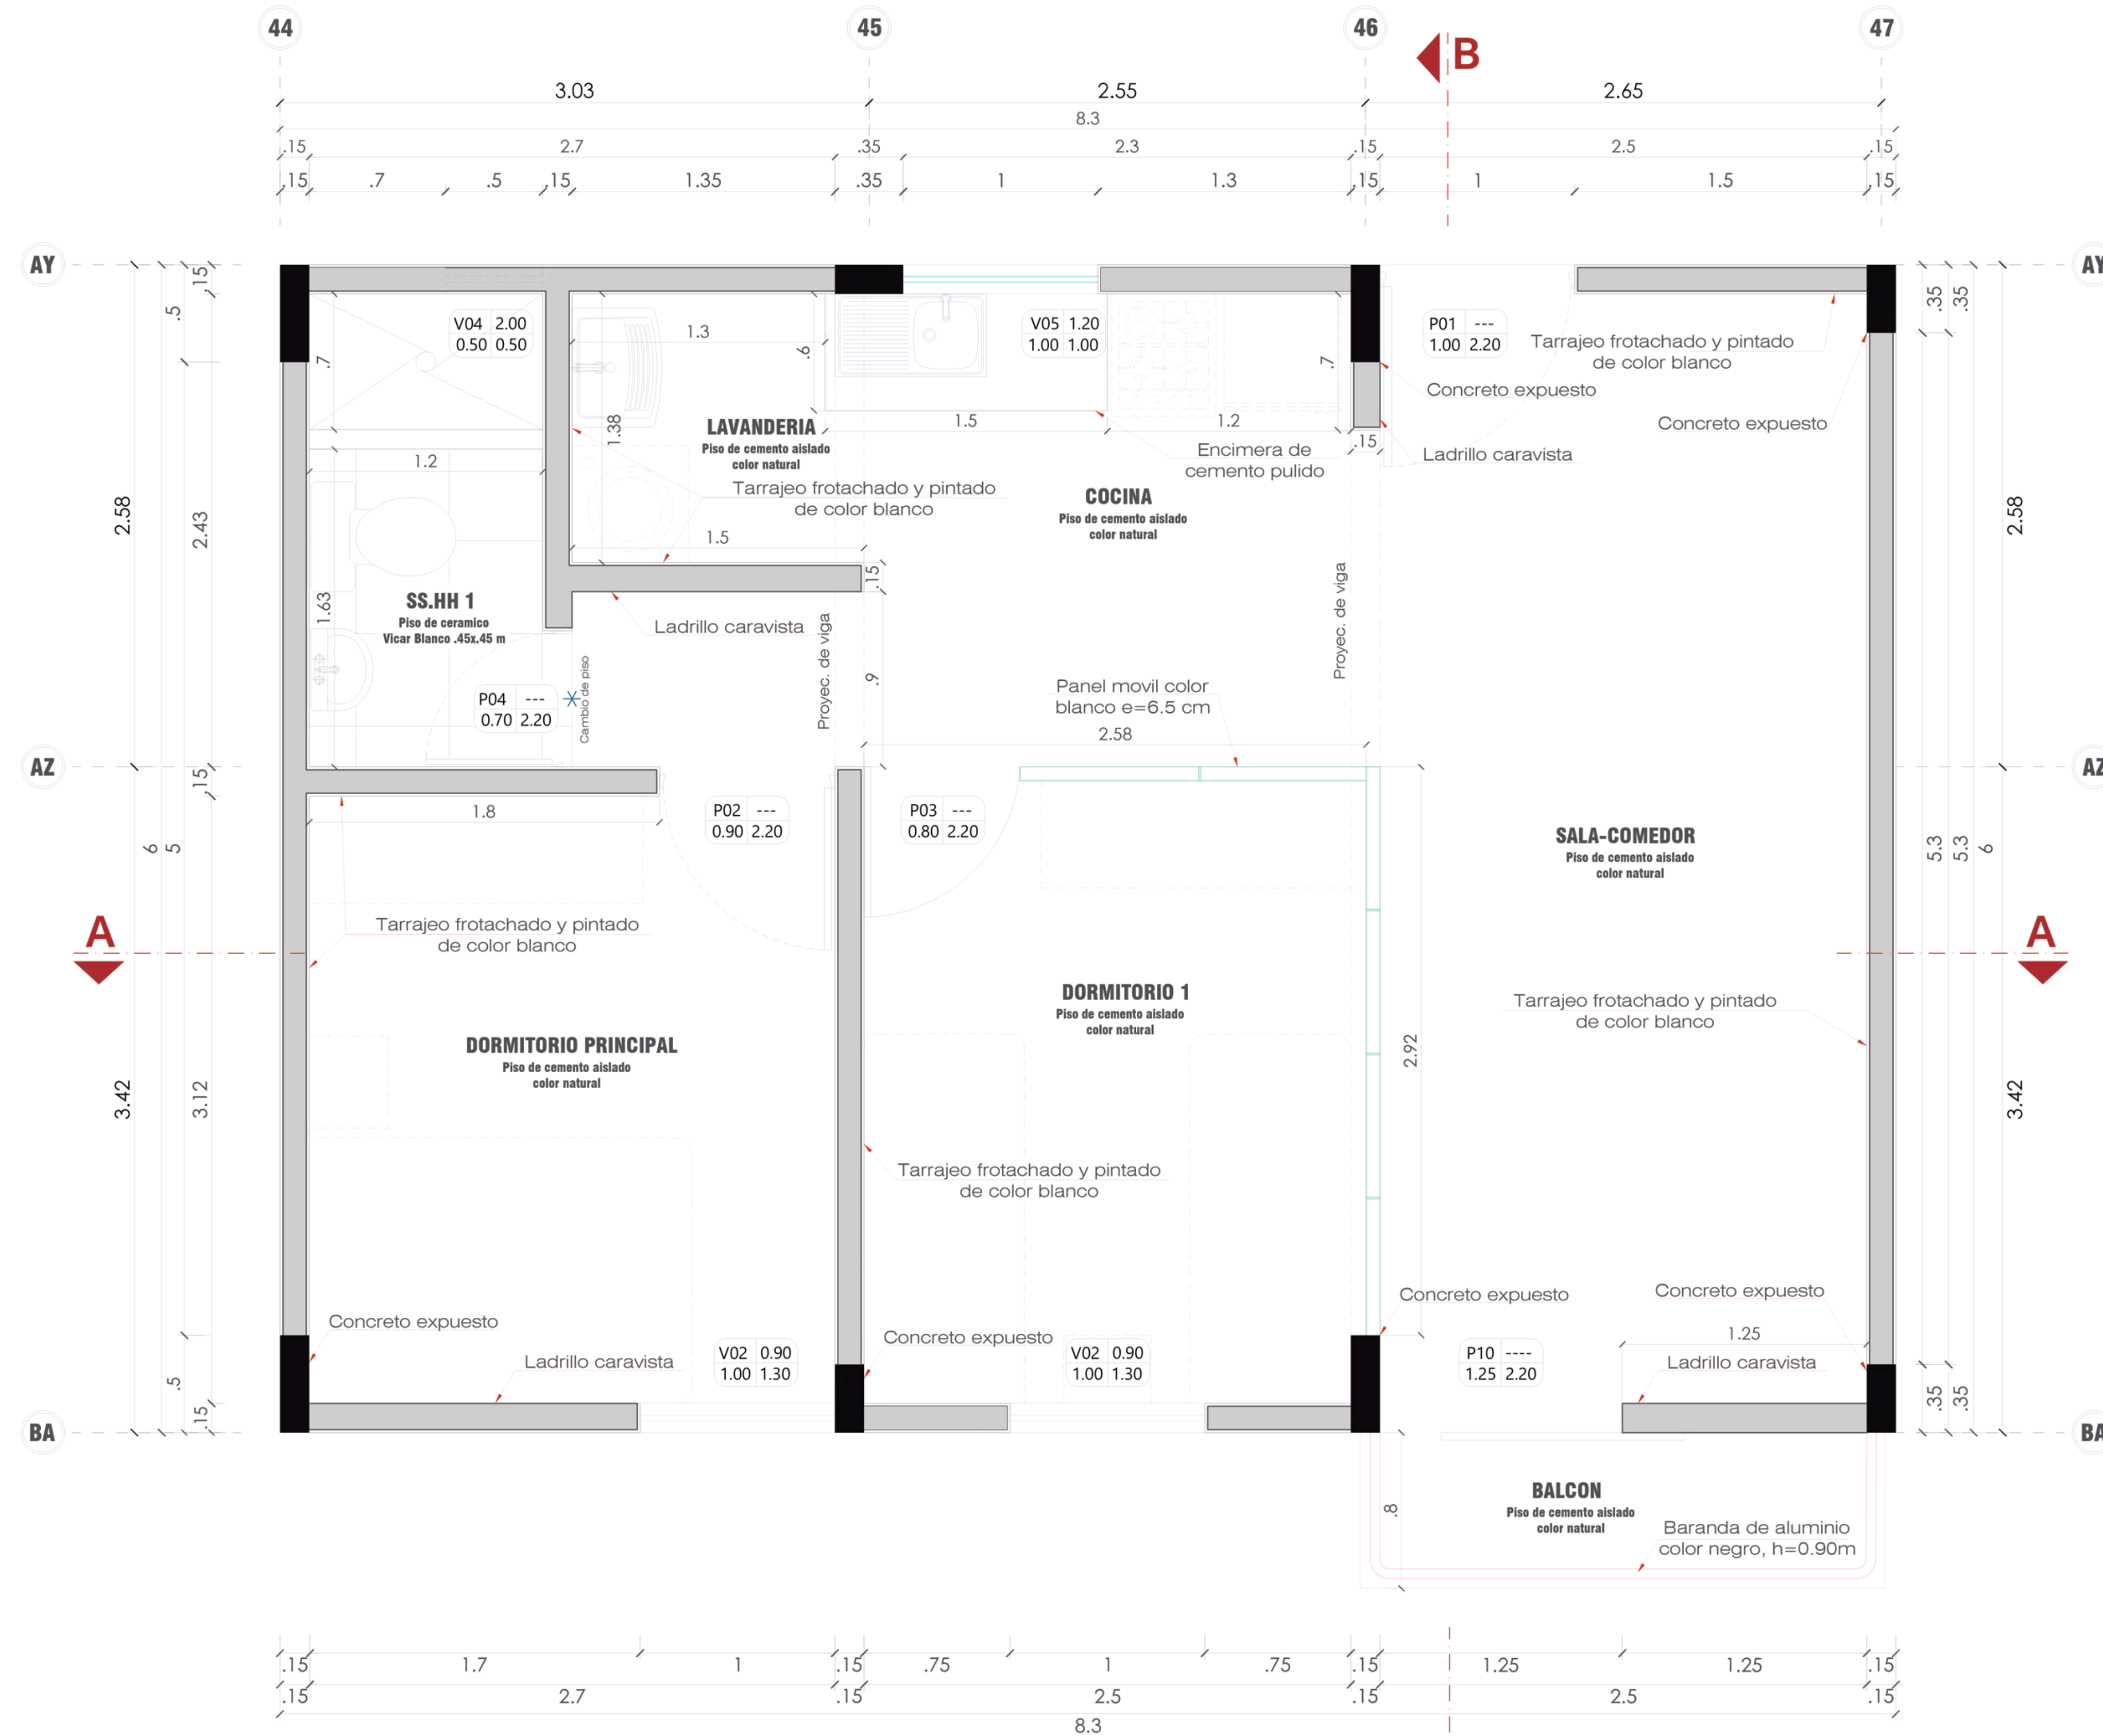 44
45
46
47
B
3.03
2.55
2.65
8.3
.15
2.7
.35
2.3
.15
2.5
.15
.15
.7
.5
.15
1.35
.35
1
1.3
.15
1
1.5
.15
AY
AY
.15
.5
2.58
2.43
.35
.35
2.58
V04 2.00
0.50 0.50
.7
1.3
.6
V05 1.20
1.00 1.00
.7
P01 ---
1.00 2.20
Tarrajeo frotachado y pintado
de color blanco
Concreto expuesto
Concreto expuesto
1.38
LAVANDERIA
Piso de cemento aislado
color natural
1.5
1.2
.15
Encimera de
cemento pulido
Ladrillo caravista
1.2
Tarrajeo frotachado y pintado
de color blanco
COCINA
Piso de cemento aislado
color natural
1.5
.15
SS.HH 1
Piso de ceramico
Vicar Blanco .45x.45 m
1.63
Ladrillo caravista
Proyec. de viga
Proyec. de viga
.9
P04 ---
0.70 2.20
Cambio de piso
Panel movil color
blanco e=6.5 cm
2.58
AZ
AZ
.15
6
5
3.42
3.12
5.3
5.3
6
3.42
1.8
P02 ---
0.90 2.20
P03 ---
0.80 2.20
SALA-COMEDOR
Piso de cemento aislado
color natural
A
A
Tarrajeo frotachado y pintado
de color blanco
DORMITORIO 1
Piso de cemento aislado
color natural
Tarrajeo frotachado y pintado
de color blanco
DORMITORIO PRINCIPAL
Piso de cemento aislado
color natural
2.92
Tarrajeo frotachado y pintado
de color blanco
Concreto expuesto
Concreto expuesto
Concreto expuesto
Concreto expuesto
Ladrillo caravista
V02 0.90
1.00 1.30
V02 0.90
1.00 1.30
P10 ----
1.25 2.20
1.25
Ladrillo caravista
.5
.15
.35
.35
BA
BA
.8
BALCON
Piso de cemento aislado
color natural
Baranda de aluminio
color negro, h=0.90m
.15
1.7
1
.15
.75
1
.75
.15
1.25
1.25
.15
.15
2.7
.15
2.5
.15
2.5
.15
8.3